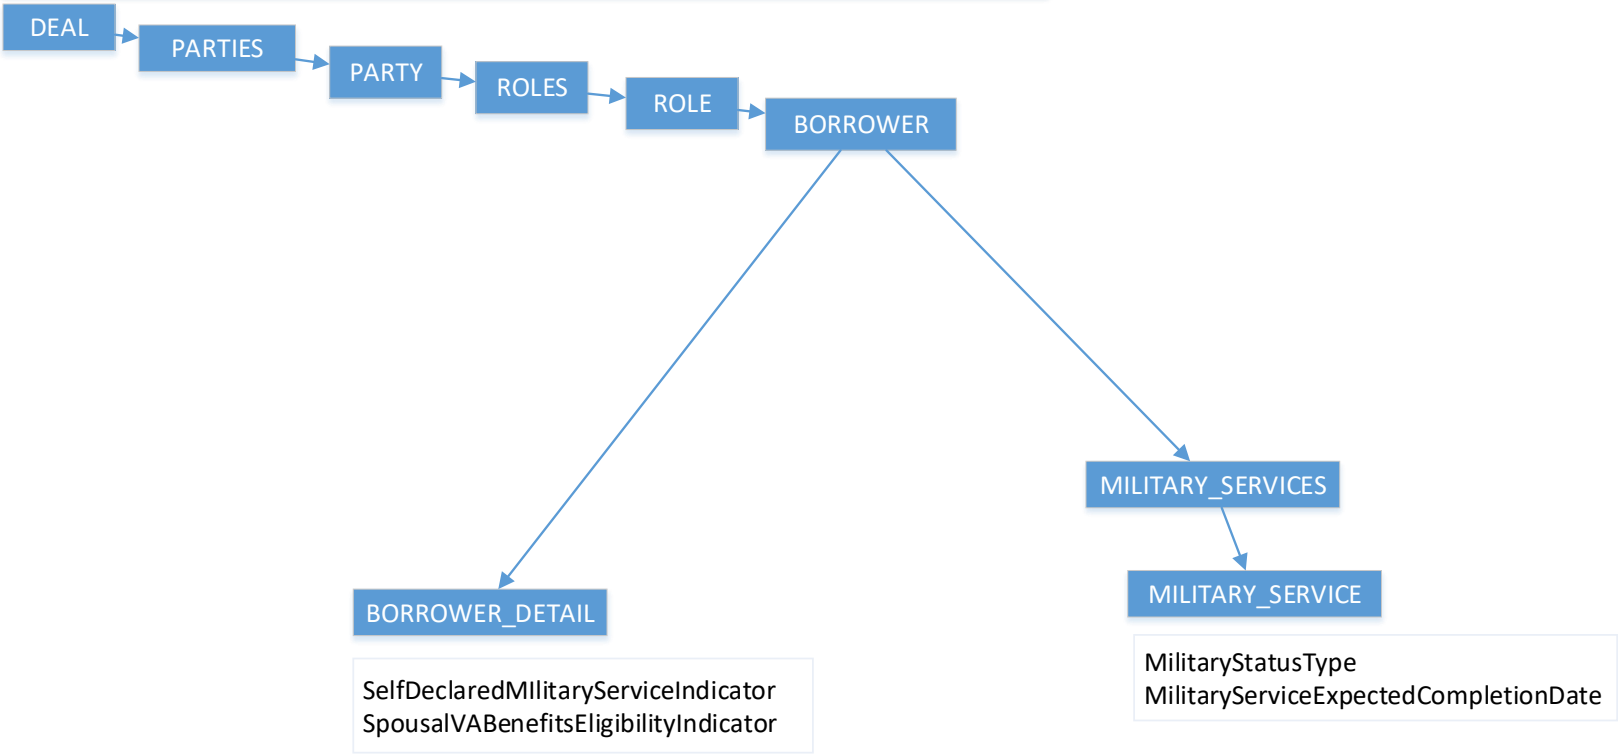 DEAL
PARTIES
PARTY
ROLES
ROLE
BORROWER
MILITARY_SERVICES
MILITARY_SERVICE
MilitaryStatusType
MilitaryServiceExpectedCompletionDate
BORROWER_DETAIL
SelfDeclaredMIlitaryServiceIndicator
SpousalVABenefitsEligibilityIndicator